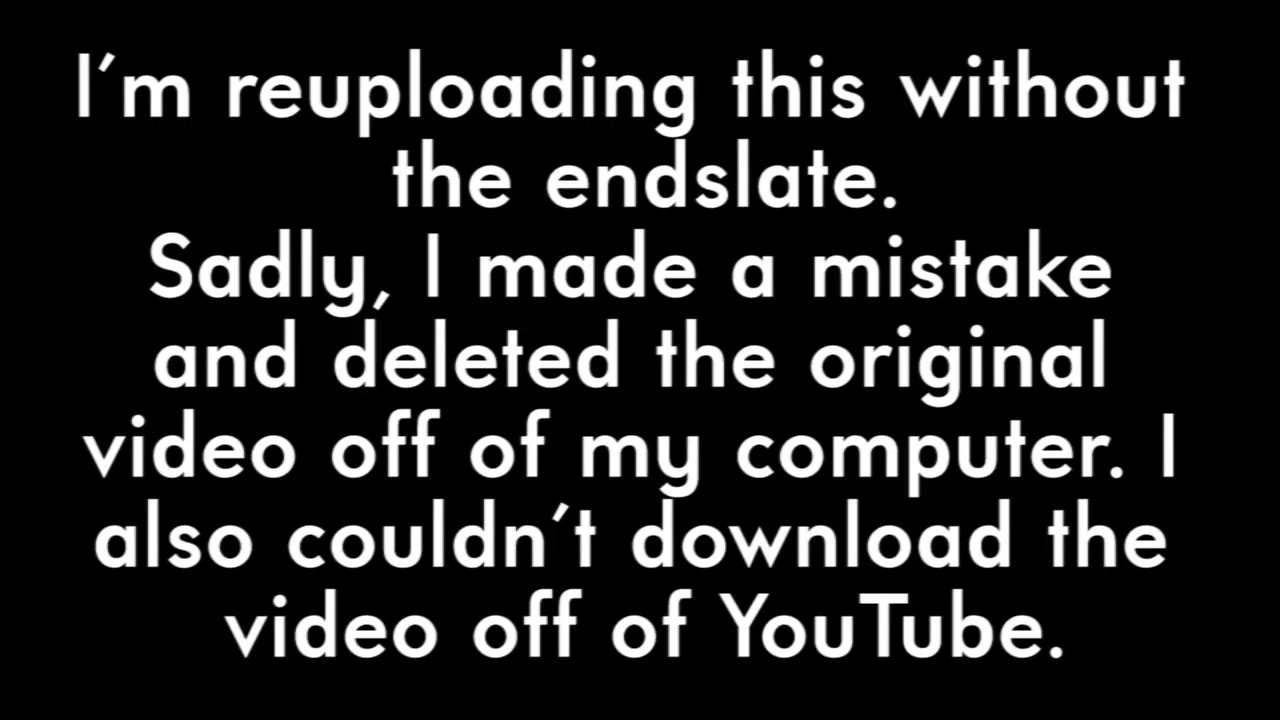 I'm reuploading this without
the endslate.
Sadly, I made a mistake
and deleted the original
video off of my computer. I
also couldn't download the
video off of YouTube.